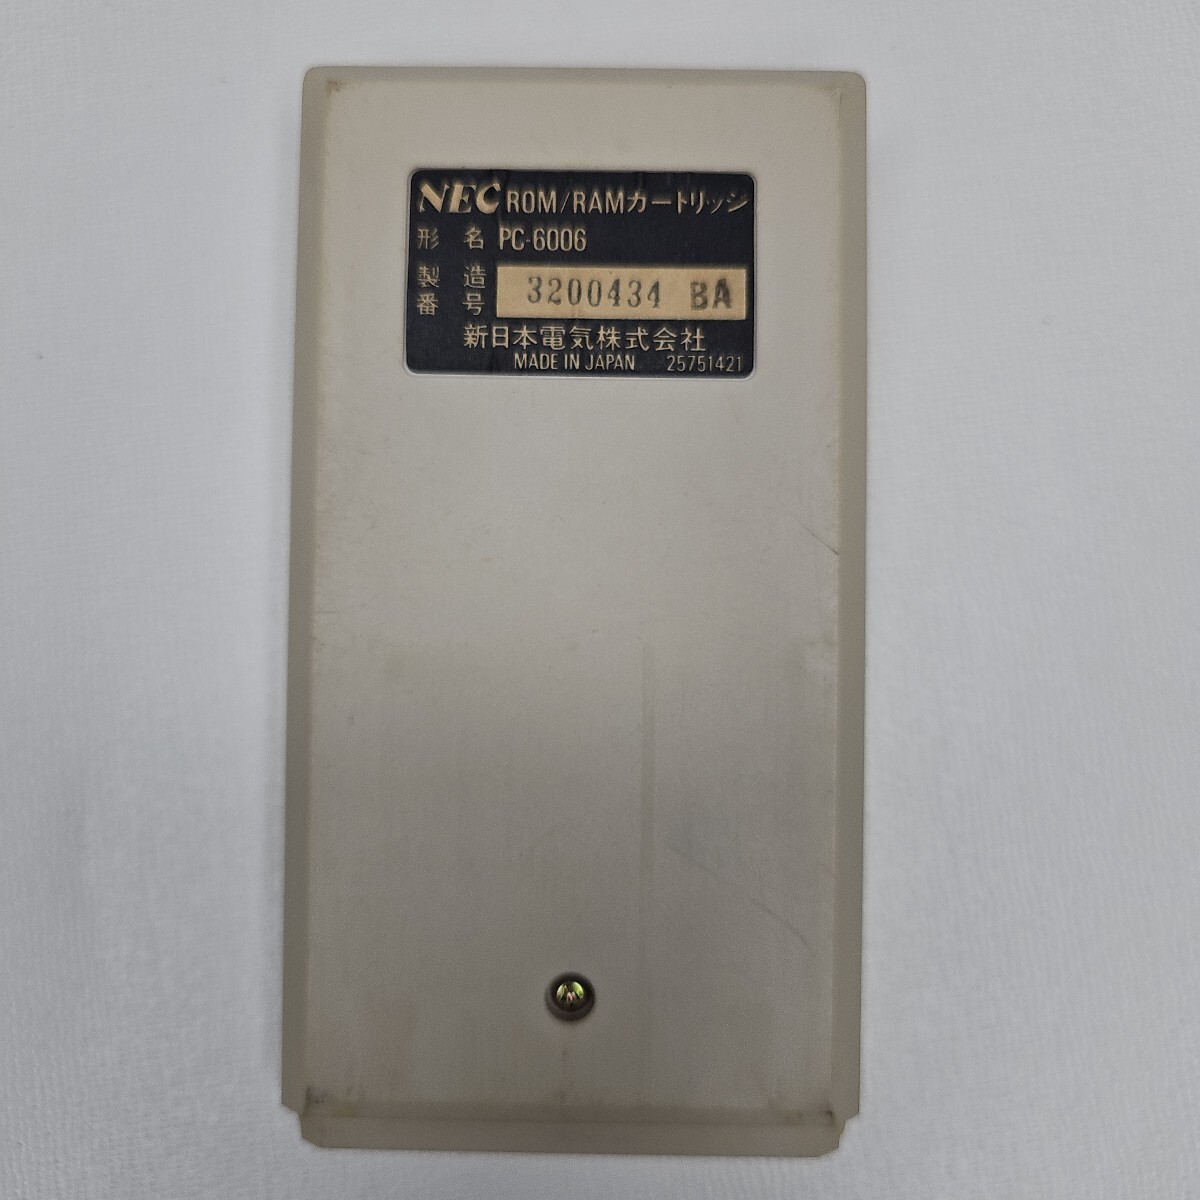 NEC ROM/RAMカートリッジ
形名 PC-6006
製造番号 3200434 BA
新日本電気株式会社
MADE IN JAPAN 25751421